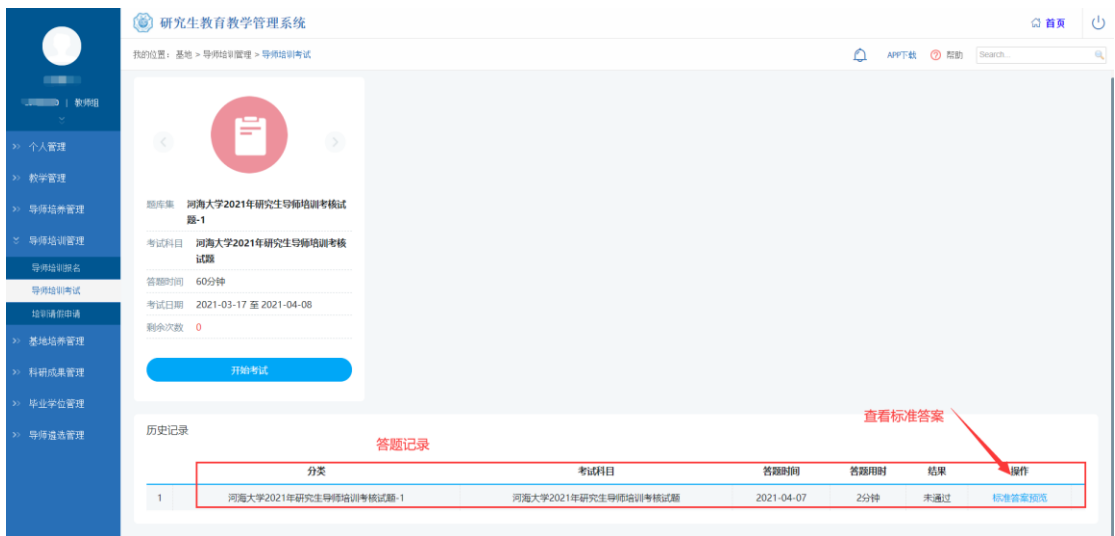 研究生教育教学管理系统
首页
我的位置：基地 > 导师培训管理 > 导师培训考试
APP下载
帮助
Search...
| 教师组
个人管理
教学管理
导师培养管理
导师培训管理
导师培训报名
导师培训考试
培训请假申请
基地培养管理
科研成果管理
毕业学位管理
导师遴选管理
题库集 河海大学2021年研究生导师培训考核试
题-1
考试科目 河海大学2021年研究生导师培训考核
试题
答题时间 60分钟
考试日期 2021-03-17 至 2021-04-08
剩余次数 0
开始考试
历史记录
答题记录
查看标准答案
分类 考试科目 答题时间 答题用时 结果 操作
1 河海大学2021年研究生导师培训考核试题-1 河海大学2021年研究生导师培训考核试题 2021-04-07 2分钟 未通过 标准答案预览